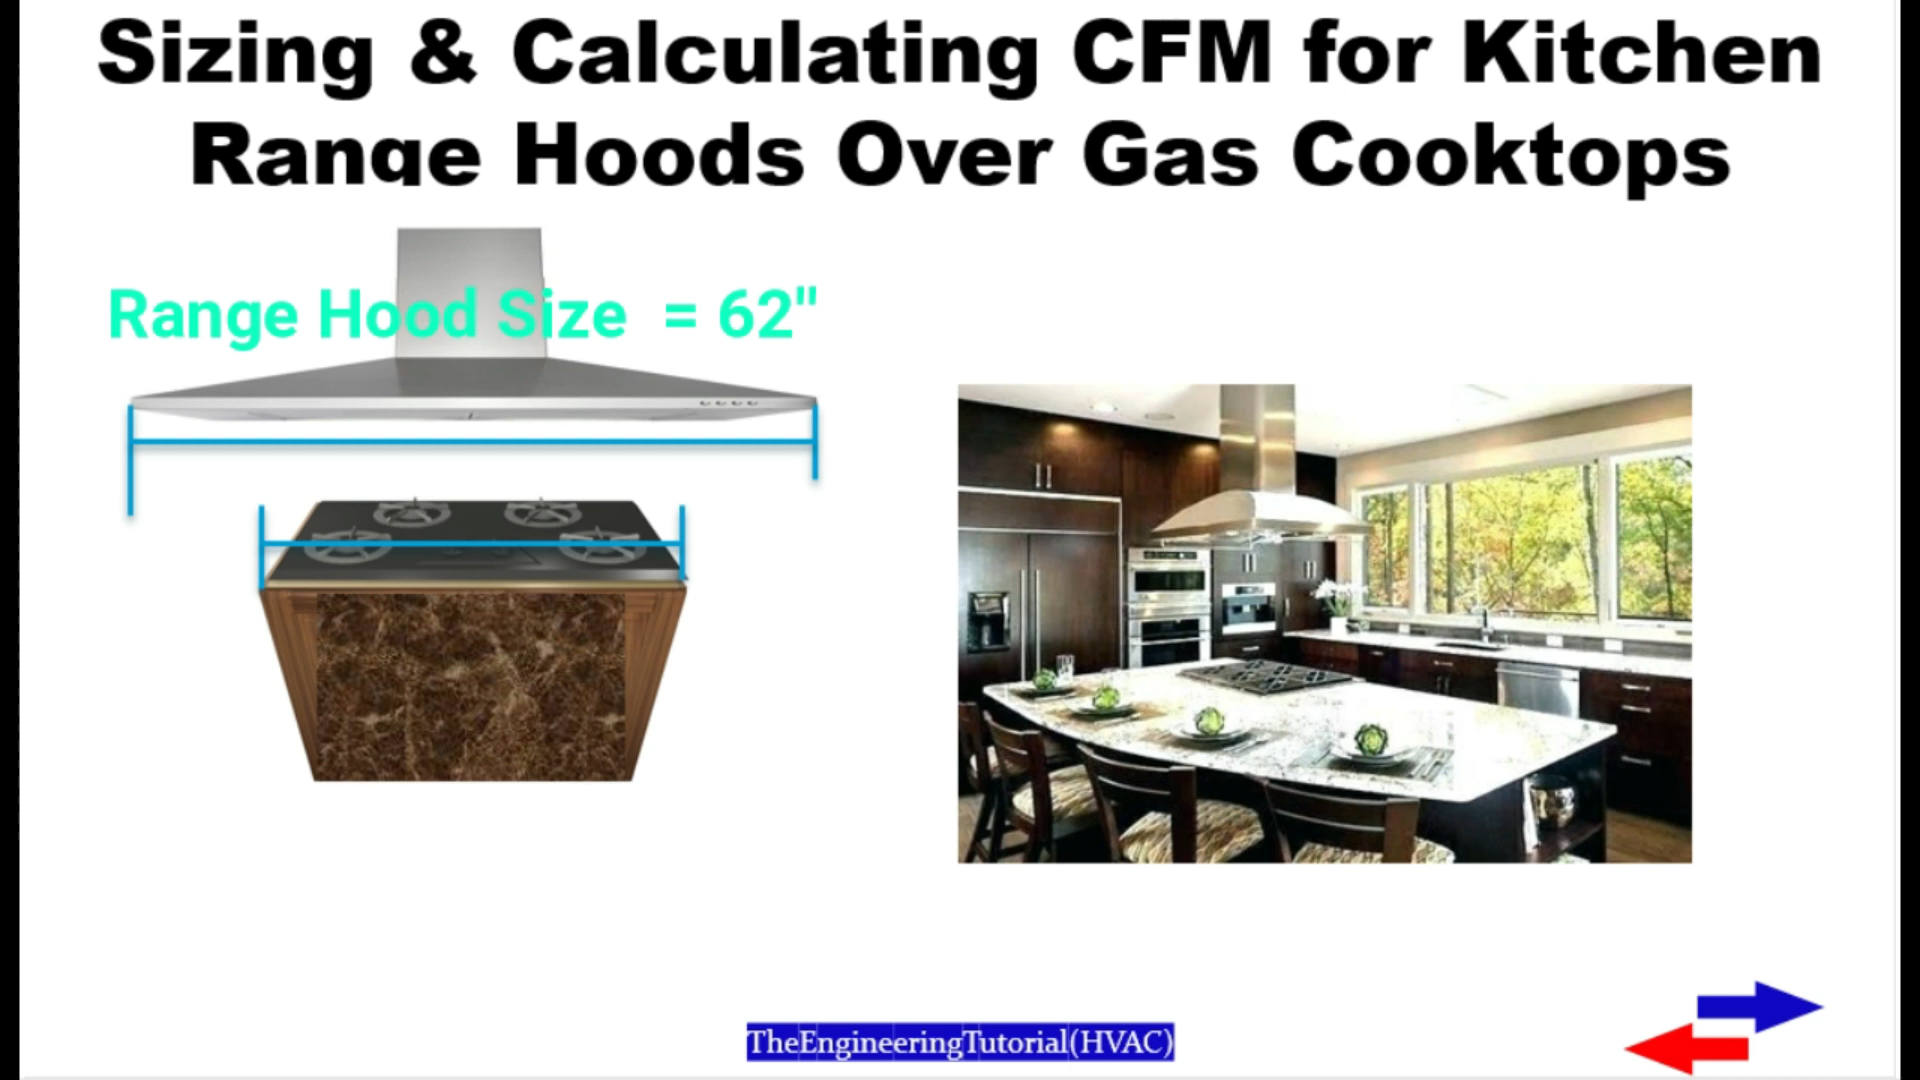 Sizing & Calculating CFM for Kitchen
Range Hoods Over Gas Cooktops
Range Hood Size = 62"
TheEngineeringTutorial(HVAC)